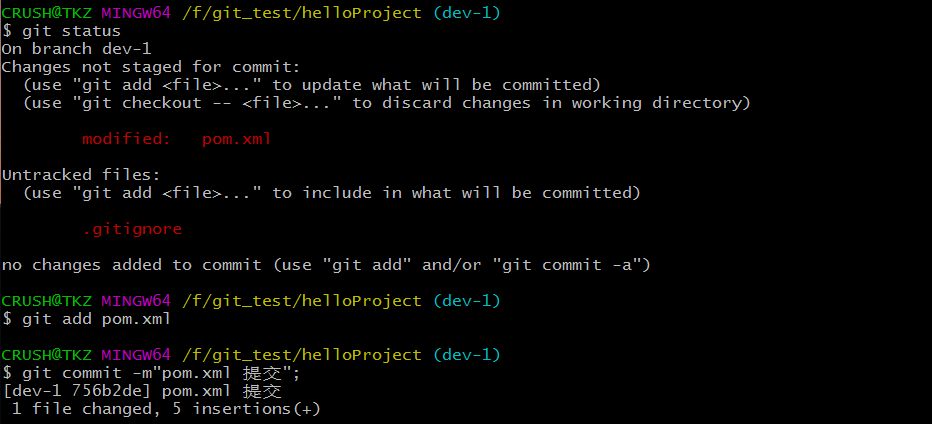 CRUSH@TKZ MINGW64 /f/git_test/helloProject (dev-1)
$ git status
On branch dev-1
Changes not staged for commit:
  (use "git add <file>..." to update what will be committed)
  (use "git checkout -- <file>..." to discard changes in working directory)

        modified:   pom.xml

Untracked files:
  (use "git add <file>..." to include in what will be committed)

        .gitignore

no changes added to commit (use "git add" and/or "git commit -a")

CRUSH@TKZ MINGW64 /f/git_test/helloProject (dev-1)
$ git add pom.xml

CRUSH@TKZ MINGW64 /f/git_test/helloProject (dev-1)
$ git commit -m"pom.xml 提交";
[dev-1 756b2de] pom.xml 提交
 1 file changed, 5 insertions(+)